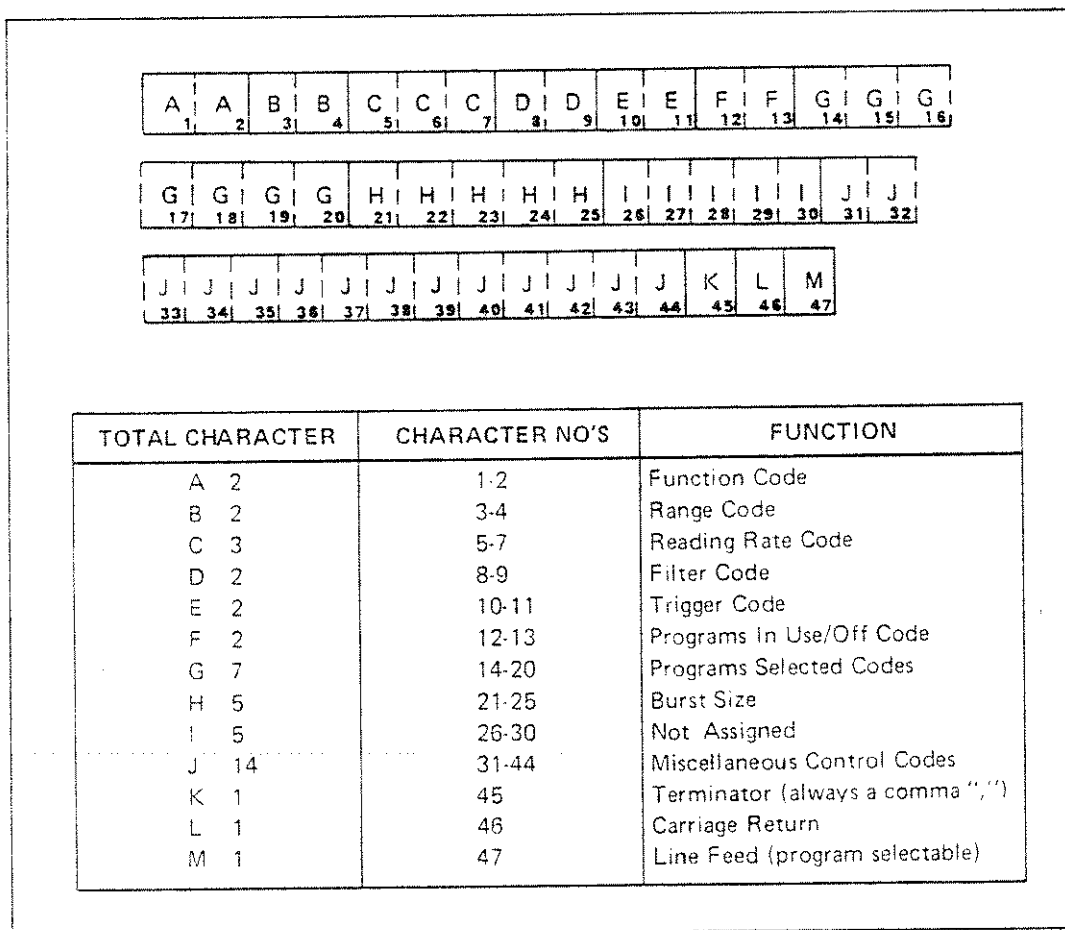 A A B B C C C D D E E F F G G G
1 2 3 4 5 6 7 8 9 10 11 12 13 14 15 16
G G G G H H H H H I I I I I J J
17 18 19 20 21 22 23 24 25 26 27 28 29 30 31 32
J J J J J J J J J J J J K L M
33 34 35 36 37 38 39 40 41 42 43 44 45 46 47
TOTAL CHARACTER CHARACTER NO'S FUNCTION
A 2 1-2 Function Code
B 2 3-4 Range Code
C 3 5-7 Reading Rate Code
D 2 8-9 Filter Code
E 2 10-11 Trigger Code
F 2 12-13 Programs In Use/Off Code
G 7 14-20 Programs Selected Codes
H 5 21-25 Burst Size
I 5 26-30 Not Assigned
J 14 31-44 Miscellaneous Control Codes
K 1 45 Terminator (always a comma ",")
L 1 46 Carriage Return
M 1 47 Line Feed (program selectable)